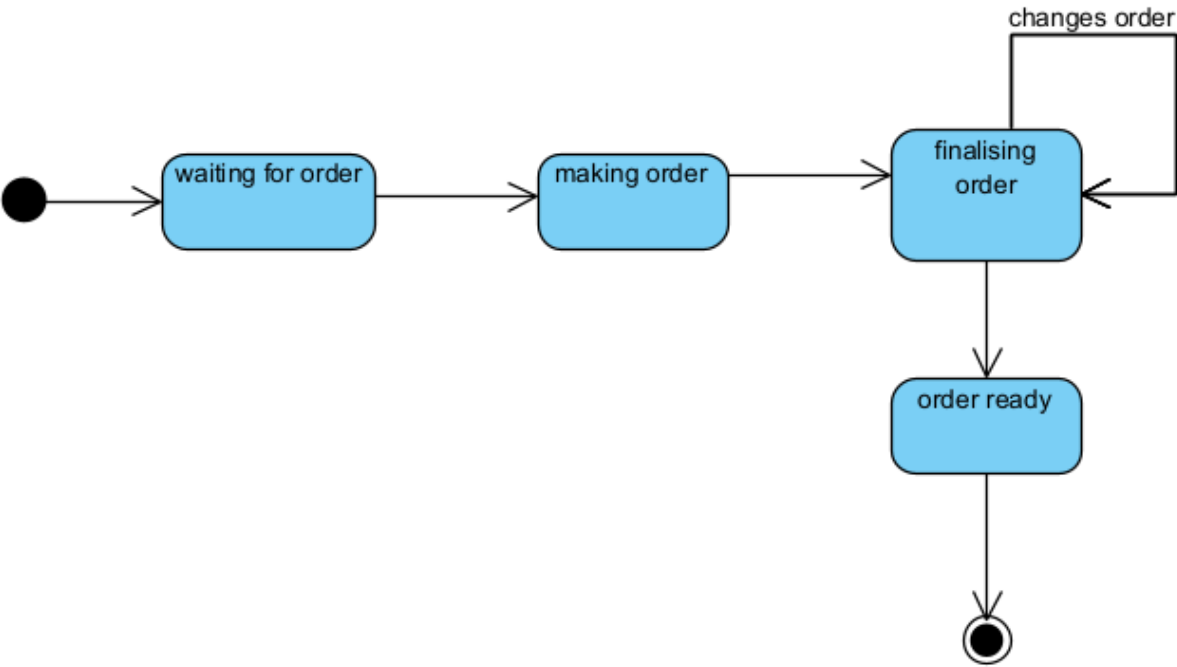 changes order
waiting for order
making order
finalising
order
order ready